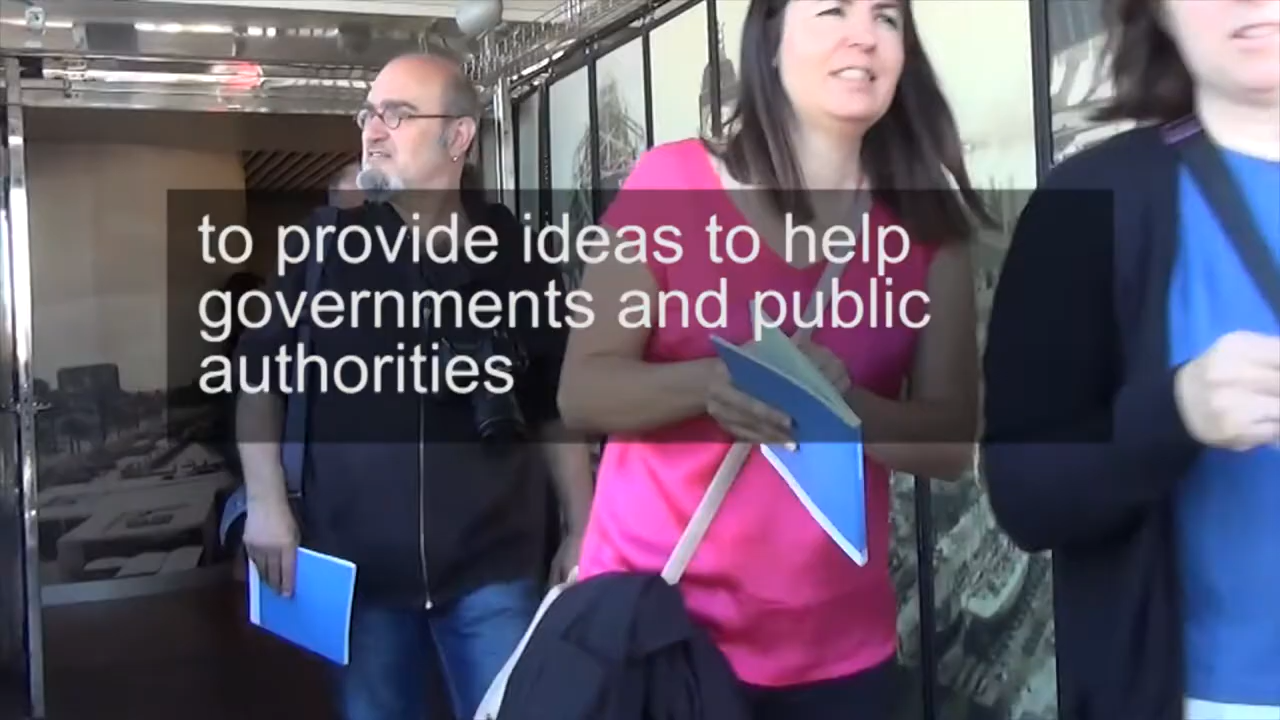 to provide ideas to help
governments and public
authorities